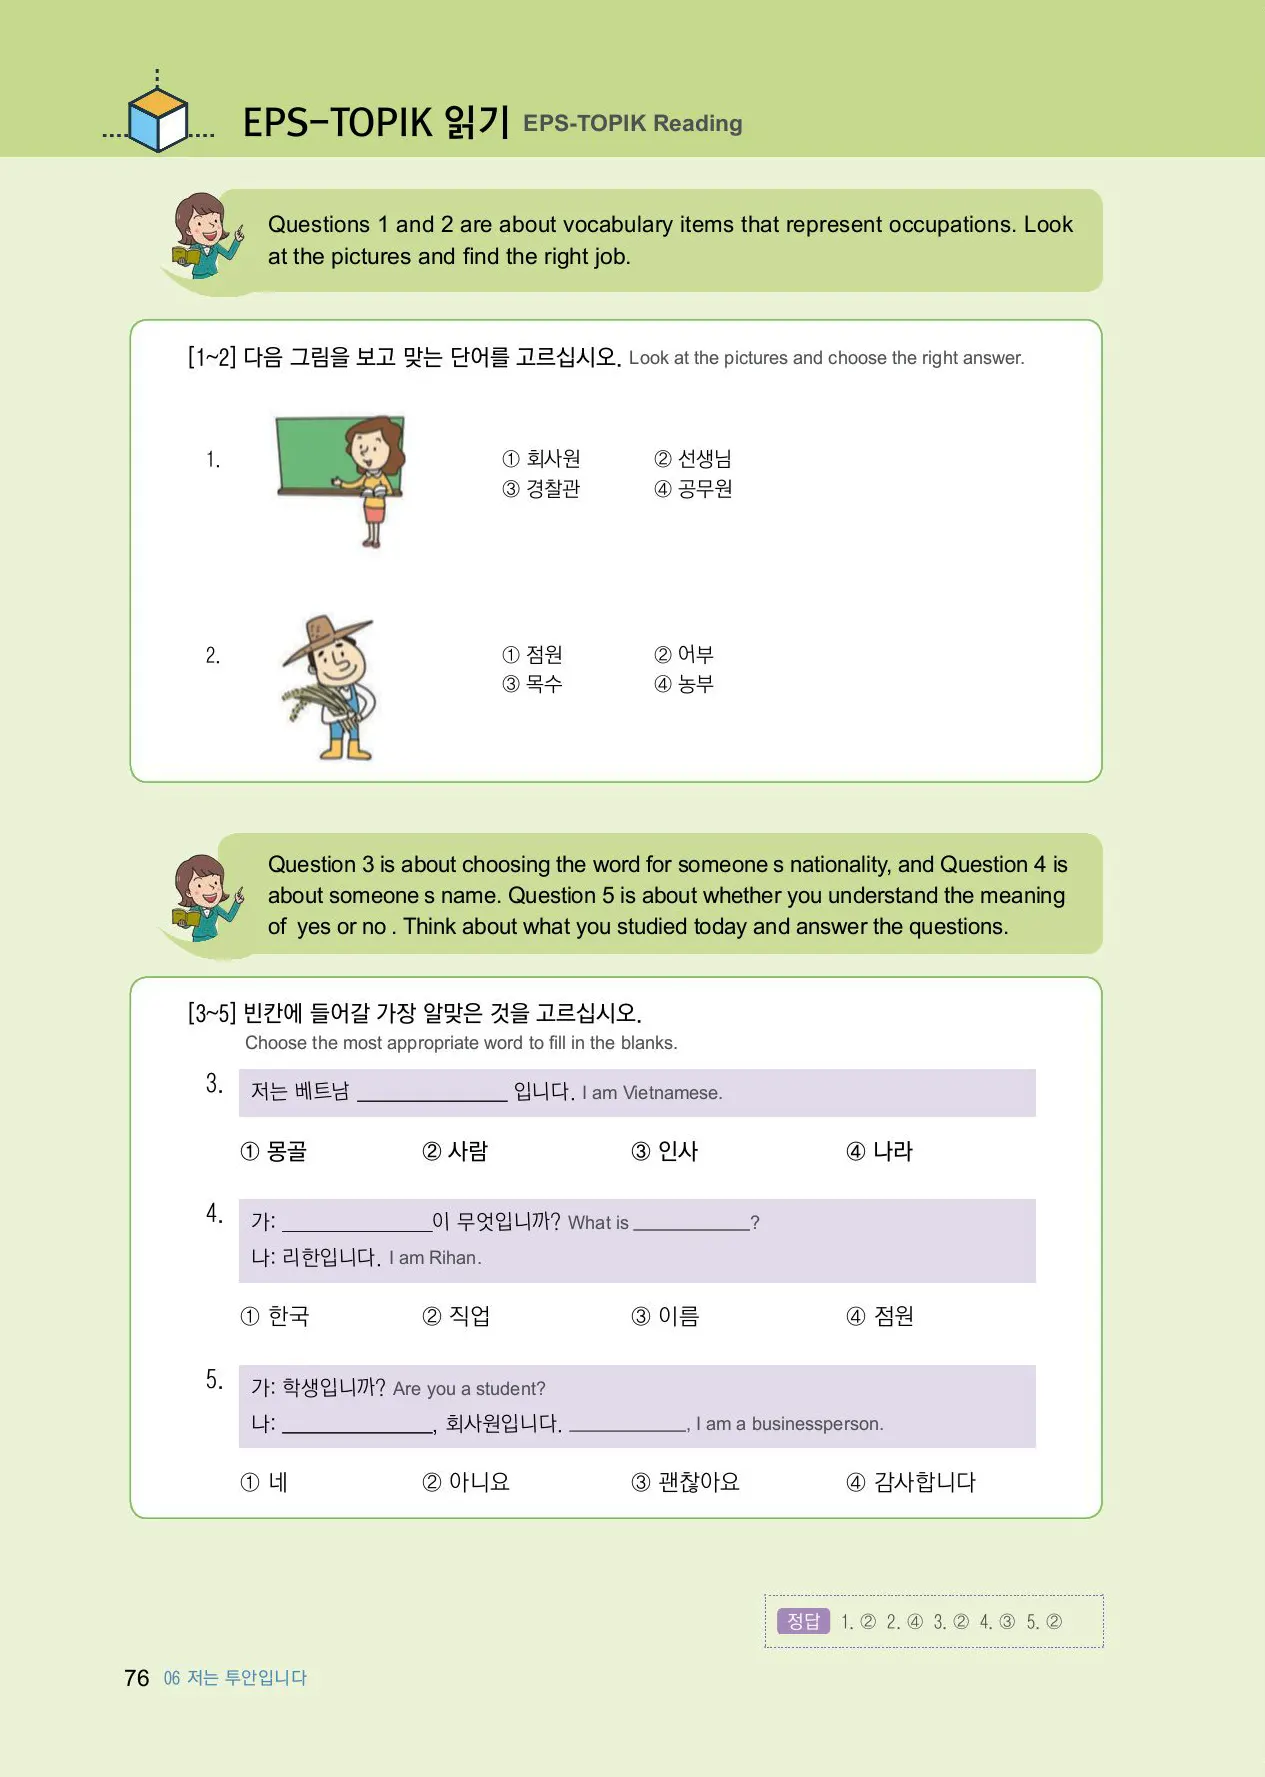 EPS-TOPIK 읽기 EPS-TOPIK Reading
Questions 1 and 2 are about vocabulary items that represent occupations. Look
at the pictures and find the right job.
[1~2] 다음 그림을 보고 맞는 단어를 고르십시오. Look at the pictures and choose the right answer.
1.
① 회사원 ② 선생님
③ 경찰관 ④ 공무원
2.
① 점원 ② 어부
③ 목수 ④ 농부
Question 3 is about choosing the word for someone s nationality, and Question 4 is
about someone s name. Question 5 is about whether you understand the meaning
of yes or no . Think about what you studied today and answer the questions.
[3~5] 빈칸에 들어갈 가장 알맞은 것을 고르십시오.
Choose the most appropriate word to fill in the blanks.
3. 저는 베트남 ______________ 입니다. I am Vietnamese.
① 몽골 ② 사람 ③ 인사 ④ 나라
4. 가: ______________이 무엇입니까? What is ___________?
나: 리한입니다. I am Rihan.
① 한국 ② 직업 ③ 이름 ④ 점원
5. 가: 학생입니까? Are you a student?
나: ______________, 회사원입니다. ___________, I am a businessperson.
① 네 ② 아니요 ③ 괜찮아요 ④ 감사합니다
정답 1. ② 2. ④ 3. ② 4. ③ 5. ②
76 06 저는 투안입니다